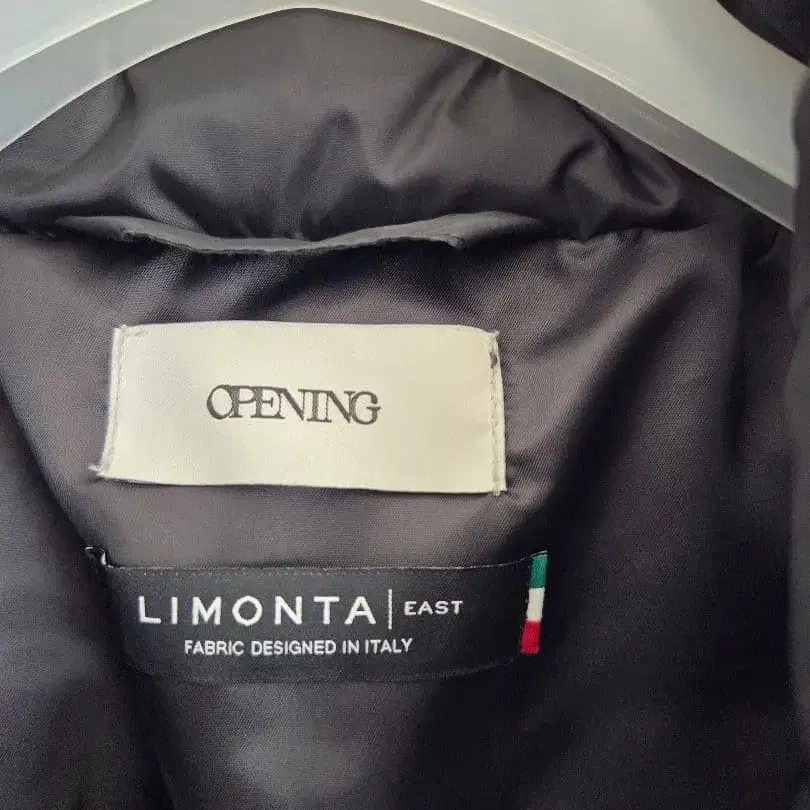 OPENING
LIMONTA | EAST
FABRIC DESIGNED IN ITALY